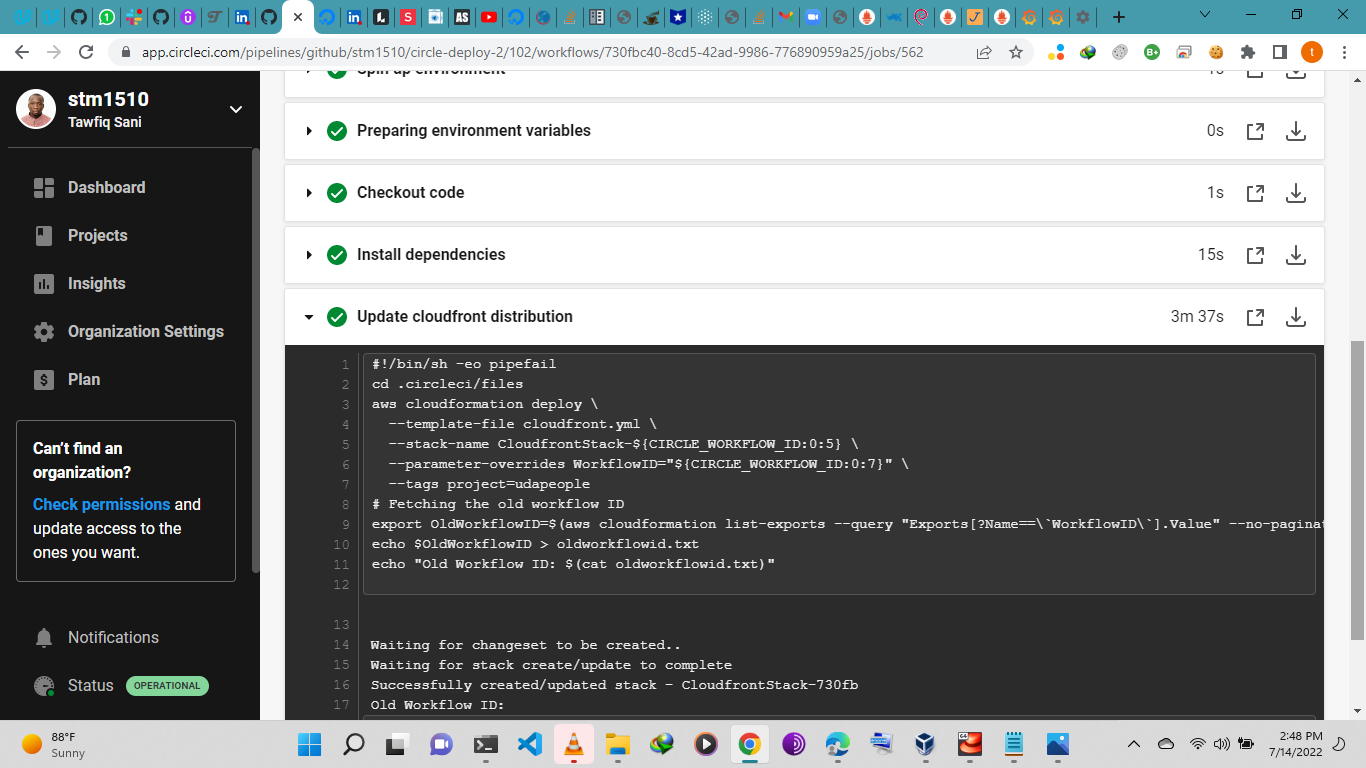 app.circleci.com/pipelines/github/stm1510/circle-deploy-2/102/workflows/730fbc40-8cd5-42ad-9986-776890959a25/jobs/562
stm1510
Tawfiq Sani
Dashboard
Projects
Insights
Organization Settings
Plan
Can't find an
organization?
Check permissions and
update access to the
ones you want.
Notifications
Status OPERATIONAL
Spin up environment 1s
Preparing environment variables 0s
Checkout code 1s
Install dependencies 15s
Update cloudfront distribution 3m 37s
1 #!/bin/sh -eo pipefail
2 cd .circleci/files
3 aws cloudformation deploy \
4 --template-file cloudfront.yml \
5 --stack-name CloudfrontStack-${CIRCLE_WORKFLOW_ID:0:5} \
6 --parameter-overrides WorkflowID="${CIRCLE_WORKFLOW_ID:0:7}" \
7 --tags project=udapeople
8 # Fetching the old workflow ID
9 export OldWorkflowID=$(aws cloudformation list-exports --query "Exports[?Name==\`WorkflowID\`].Value" --no-paginat
10 echo $OldWorkflowID > oldworkflowid.txt
11 echo "Old Workflow ID: $(cat oldworkflowid.txt)"
12
13
14 Waiting for changeset to be created..
15 Waiting for stack create/update to complete
16 Successfully created/updated stack - CloudfrontStack-730fb
17 Old Workflow ID:
88°F
Sunny
2:48 PM
7/14/2022